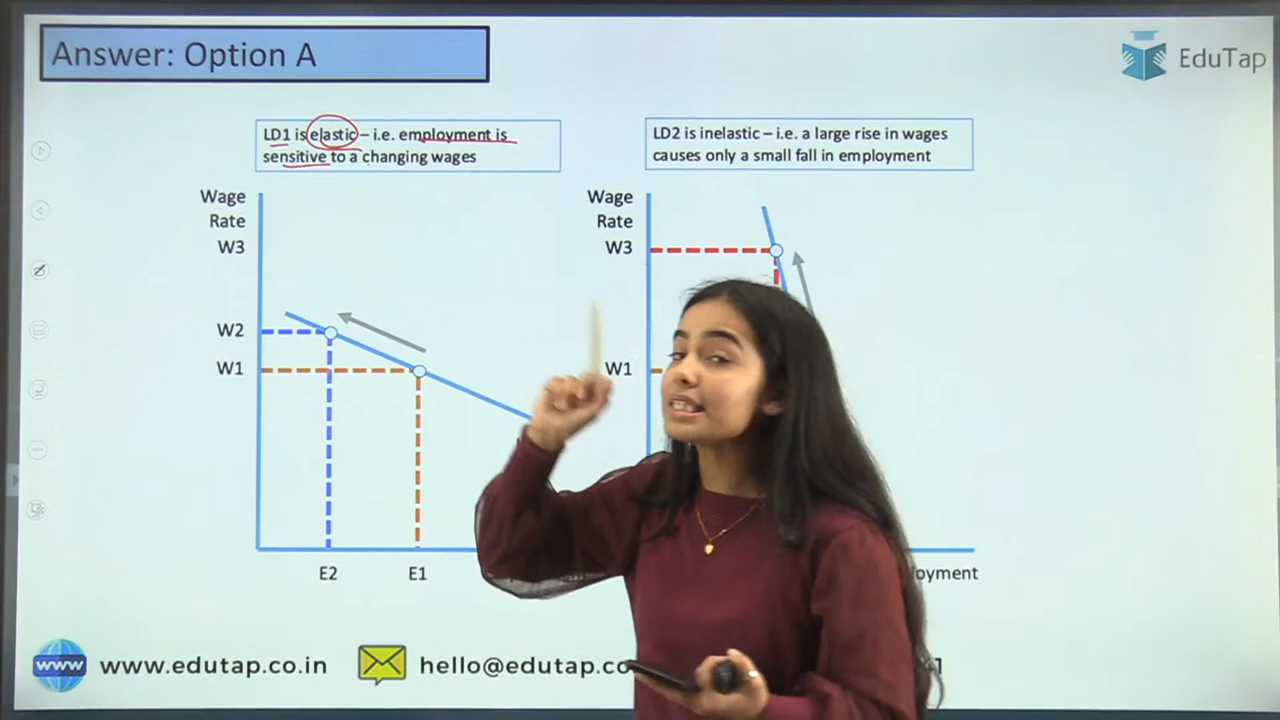 Answer: Option A
EduTap
LD1 is elastic – i.e. employment is
sensitive to a changing wages
LD2 is inelastic – i.e. a large rise in wages
causes only a small fall in employment
Wage
Rate
W3
W2
W1
E2
E1
Wage
Rate
W3
W1
www
www.edutap.co.in
hello@edutap.co